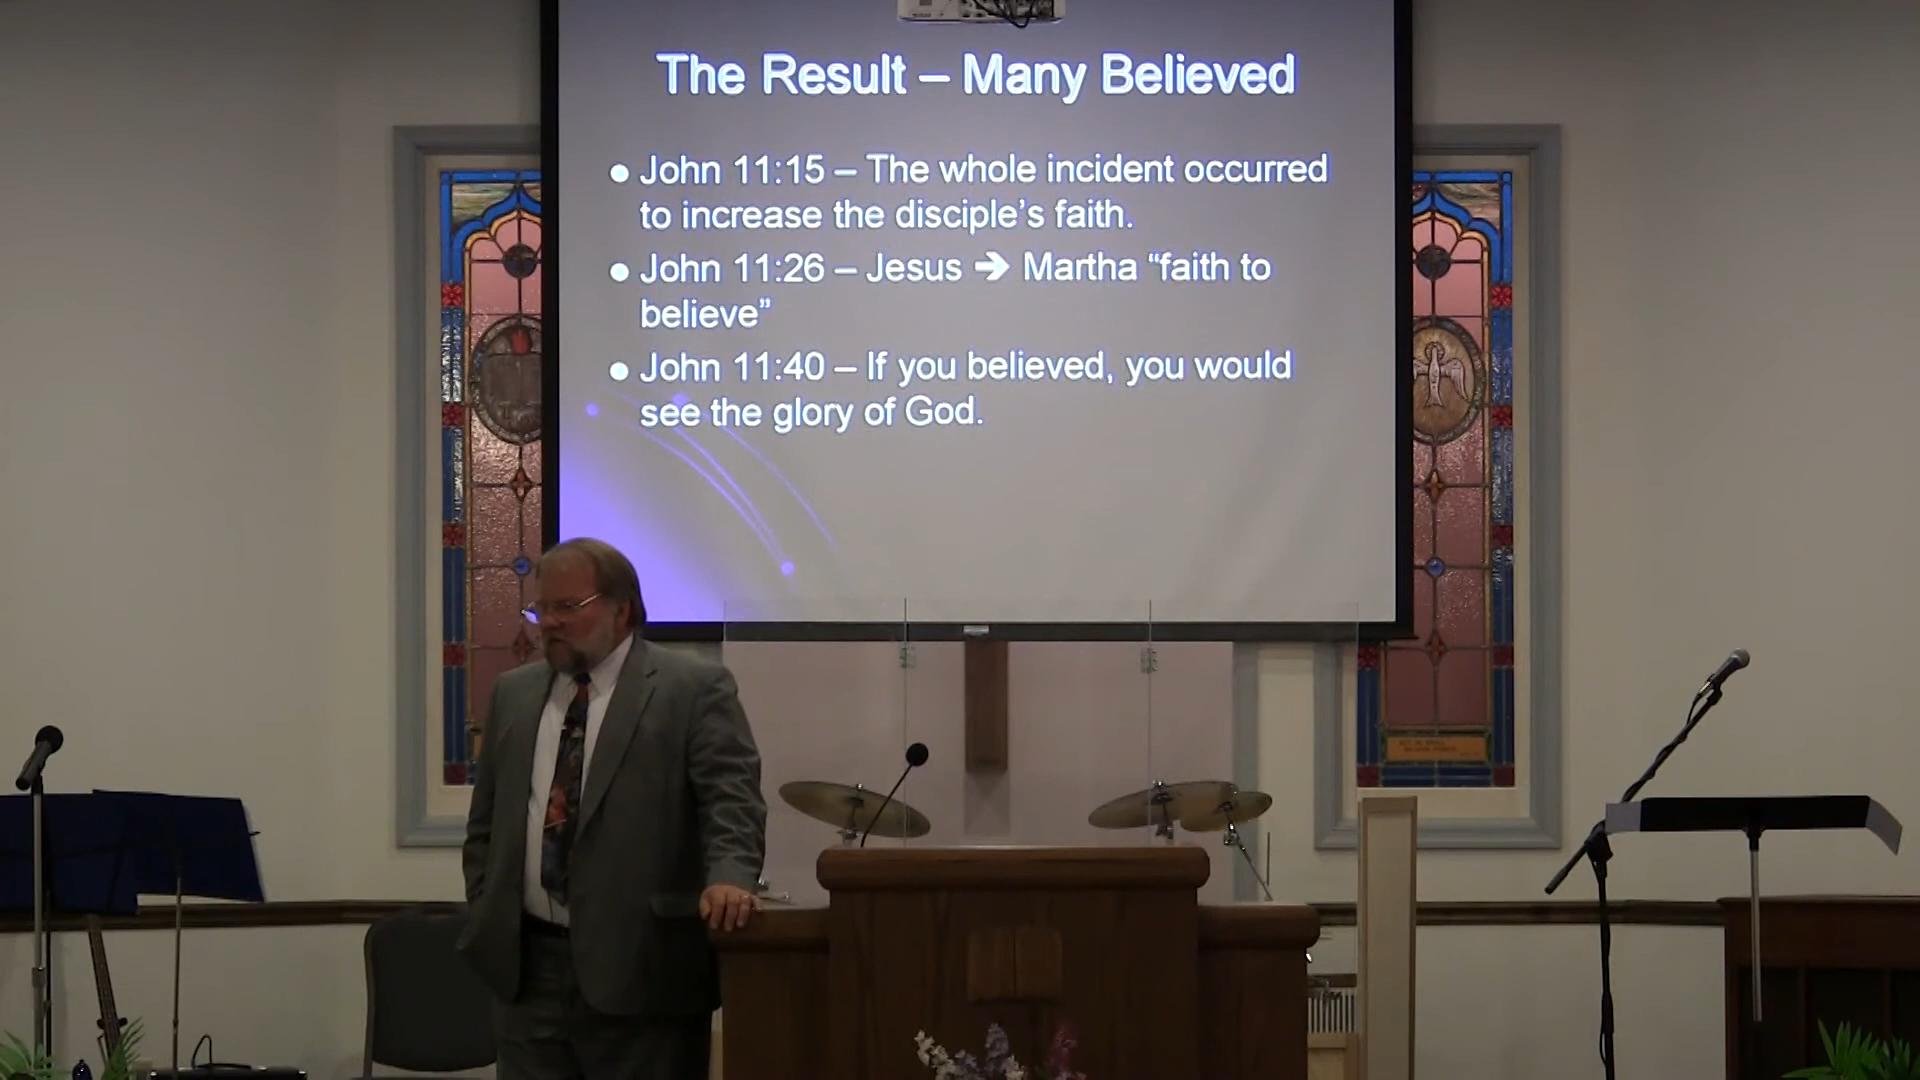 The Result – Many Believed
● John 11:15 – The whole incident occurred
to increase the disciple’s faith.
● John 11:26 – Jesus ➔ Martha “faith to
believe”
● John 11:40 – If you believed, you would
see the glory of God.